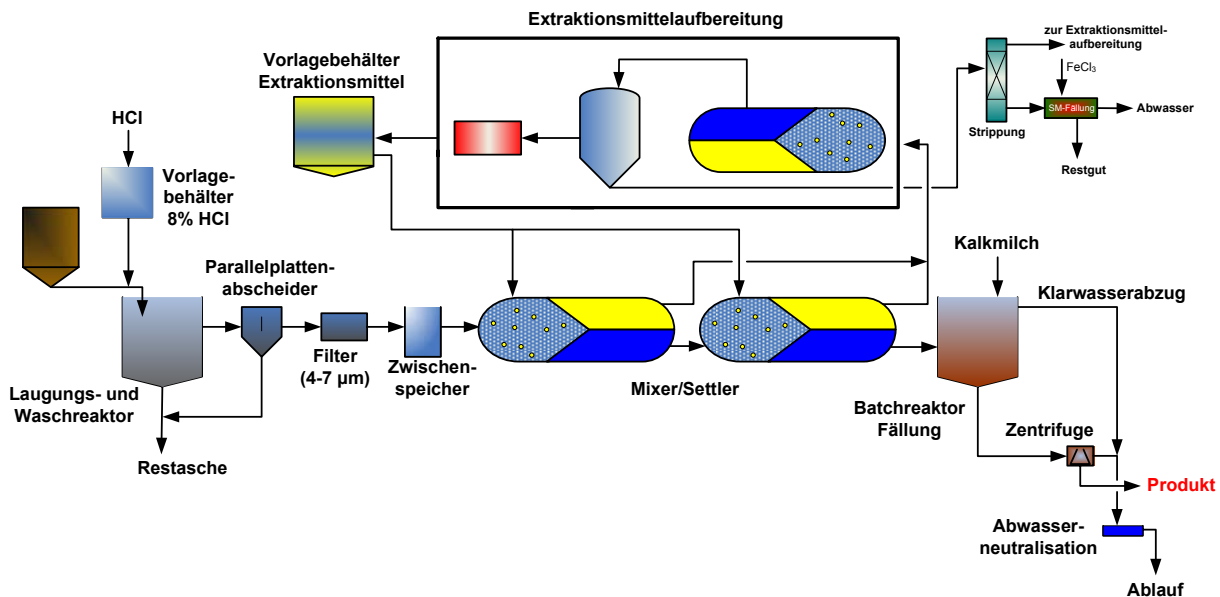 Extraktionsmittelaufbereitung
Vorlagebehälter
Extraktionsmittel
zur Extraktionsmittel-
aufbereitung
FeCl₃
SM-Fällung
Abwasser
Strippung
Restgut
HCl
Vorlage-
behälter
8% HCl
Parallelplatten-
abscheider
Kalkmilch
Klarwasserabzug
Filter
(4-7 µm)
Zwischen-
speicher
Mixer/Settler
Laugungs- und
Waschreaktor
Batchreaktor
Fällung
Zentrifuge
Restasche
Produkt
Abwasser-
neutralisation
Ablauf